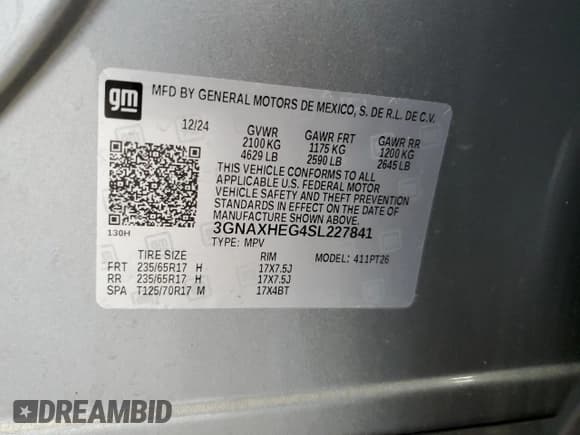 gm MFD BY GENERAL MOTORS DE MEXICO, S. DE R.L. DE C.V.
12/24 GVWR GAWR FRT GAWR RR
2100 KG 1175 KG 1200 KG
4629 LB 2590 LB 2645 LB
THIS VEHICLE CONFORMS TO ALL
APPLICABLE U.S. FEDERAL MOTOR
VEHICLE SAFETY AND THEFT PREVENTION
STANDARDS IN EFFECT ON THE DATE OF
MANUFACTURE SHOWN ABOVE.
130H 3GNAXHEG4SL227841
TYPE: MPV MODEL: 411PT26
TIRE SIZE RIM
FRT 235/65R17 H 17X7.5J
RR 235/65R17 H 17X7.5J
SPA T125/70R17 M 17X4BT
DREAMBID